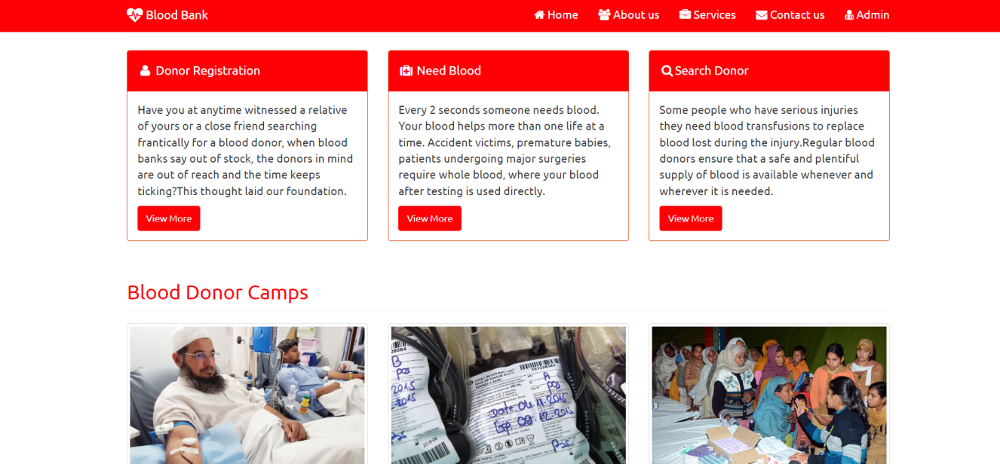 Blood Bank
Home
About us
Services
Contact us
Admin
Donor Registration
Have you at anytime witnessed a relative
of yours or a close friend searching
frantically for a blood donor, when blood
banks say out of stock, the donors in mind
are out of reach and the time keeps
ticking?This thought laid our foundation.
View More
Need Blood
Every 2 seconds someone needs blood.
Your blood helps more than one life at a
time. Accident victims, premature babies,
patients undergoing major surgeries
require whole blood, where your blood
after testing is used directly.
View More
Search Donor
Some people who have serious injuries
they need blood transfusions to replace
blood lost during the injury.Regular blood
donors ensure that a safe and plentiful
supply of blood is available whenever and
wherever it is needed.
View More
Blood Donor Camps
28584
B
pos
2015
2015
A
pos
Date. 04.11.2015
Exp 09.12.2015